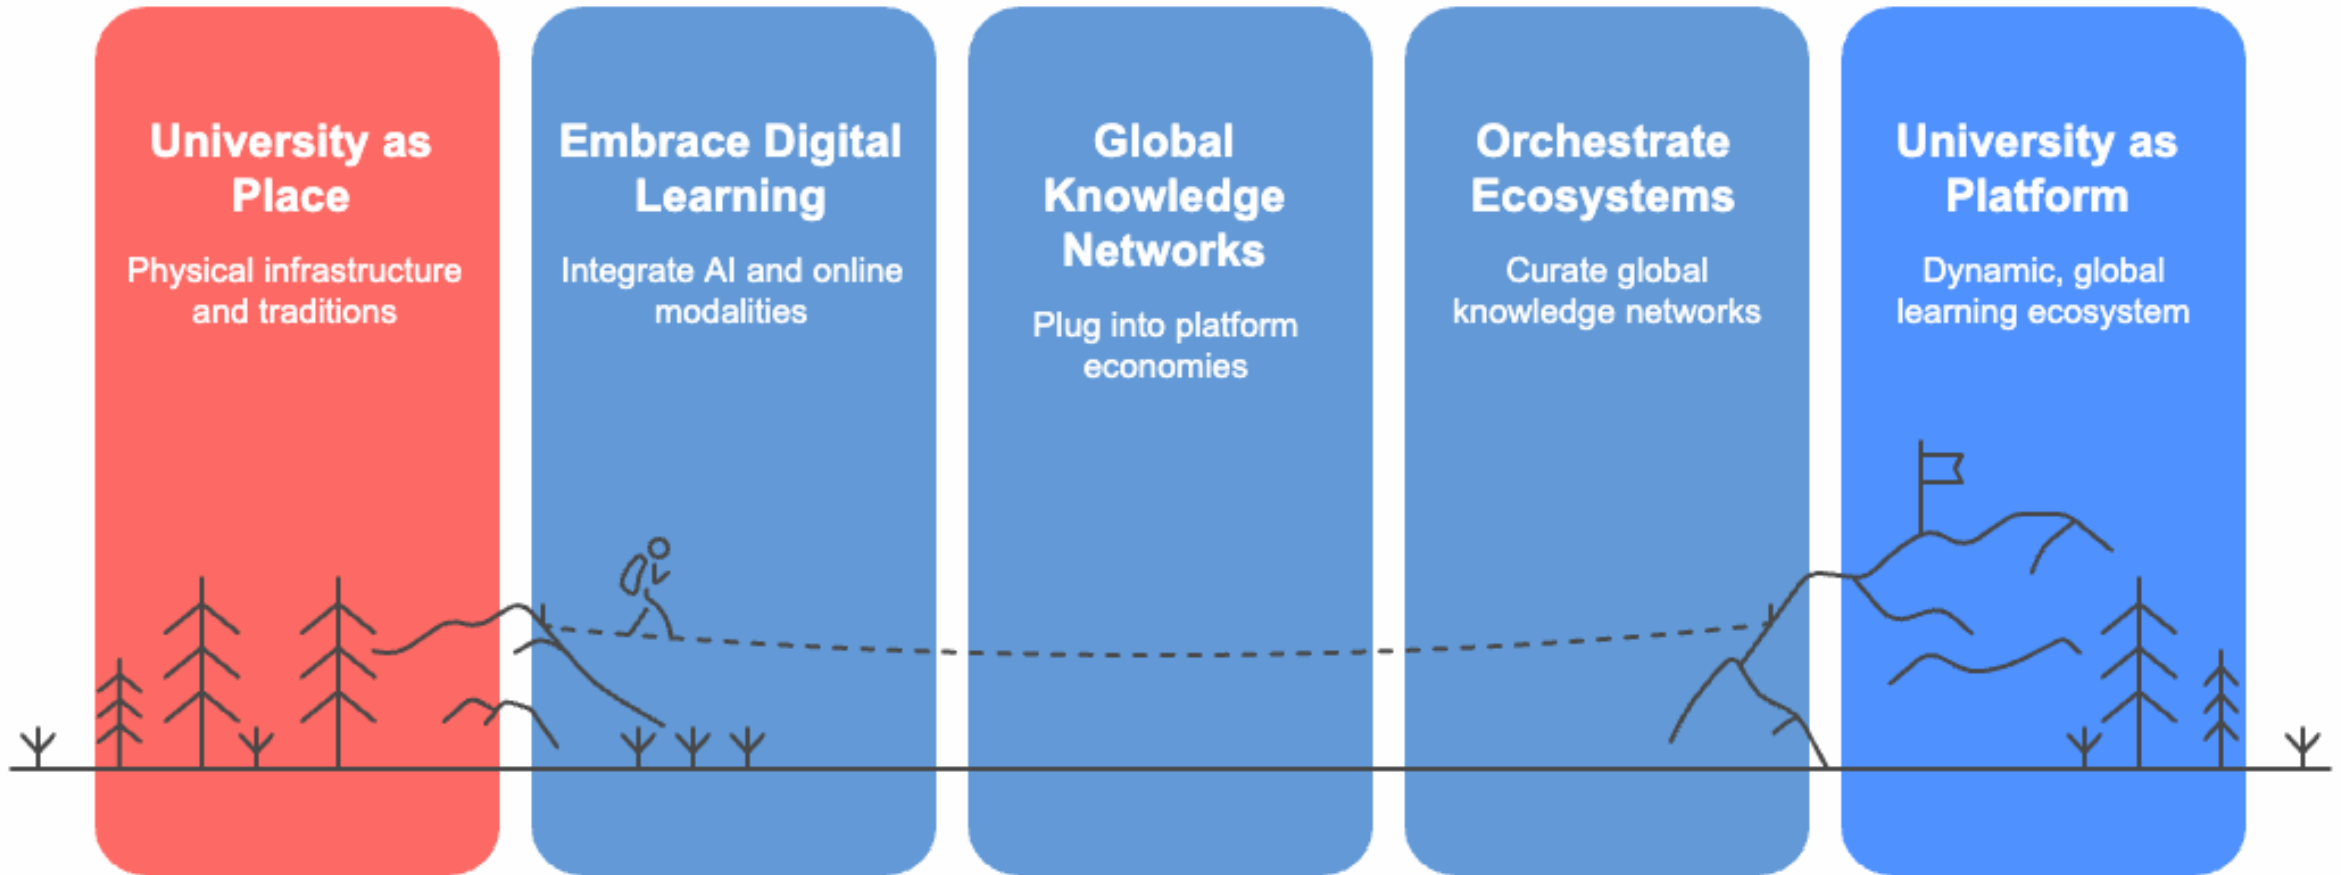 University as
Place
Physical infrastructure
and traditions
Embrace Digital
Learning
Integrate AI and online
modalities
Global
Knowledge
Networks
Plug into platform
economies
Orchestrate
Ecosystems
Curate global
knowledge networks
University as
Platform
Dynamic, global
learning ecosystem